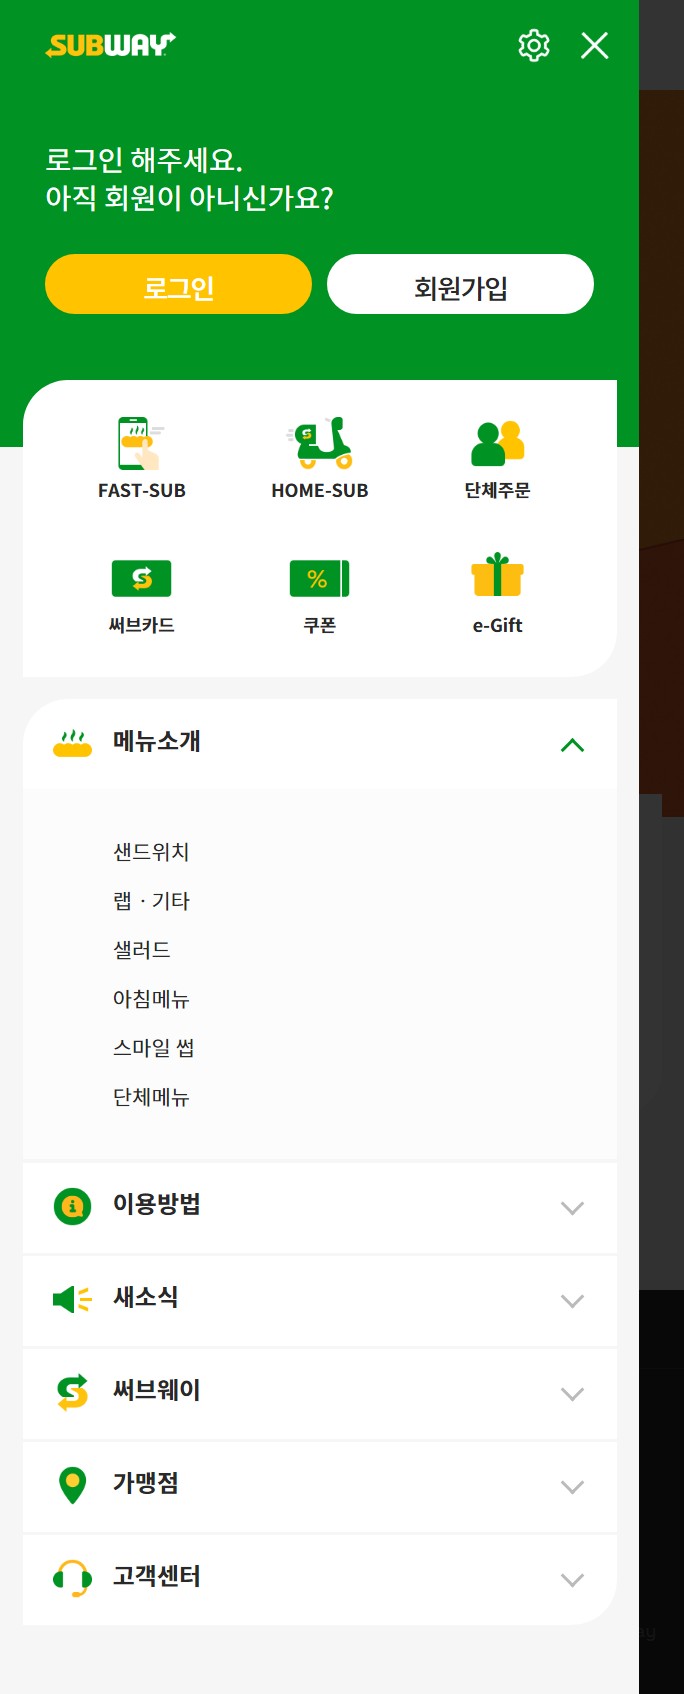 SUBWAY
로그인 해주세요.
아직 회원이 아니신가요?
로그인 회원가입
FAST-SUB HOME-SUB 단체주문
%
써브카드 쿠폰 e-Gift
메뉴소개
샌드위치
랩 · 기타
샐러드
아침메뉴
스마일 썹
단체메뉴
이용방법
새소식
써브웨이
가맹점
고객센터